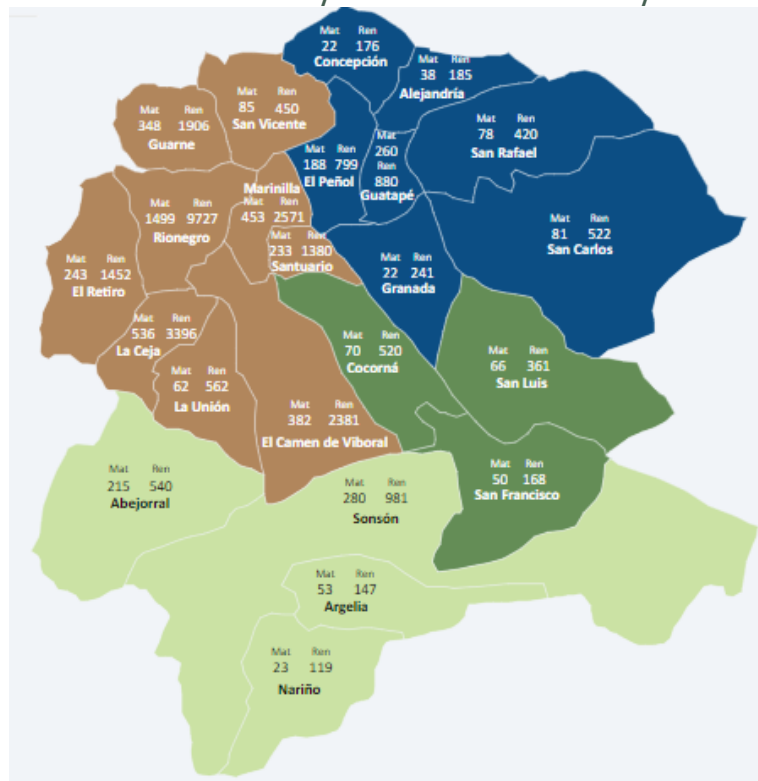 Mat Ren
22 176
Concepción
Mat Ren
38 185
Alejandría
Mat Ren
85 450
San Vicente
Mat Ren
348 1906
Guarne
Mat Ren
78 420
San Rafael
Mat Ren
188 799
El Peñol
Mat
260
Ren
880
Guatapé
Marinilla
Mat Ren
453 2571
Mat Ren
1499 9727
Rionegro
Mat Ren
233 1380
Santuario
Mat Ren
81 522
San Carlos
Mat Ren
243 1452
El Retiro
Mat Ren
22 241
Granada
Mat Ren
536 3396
La Ceja
Mat Ren
70 520
Cocorná
Mat Ren
66 361
San Luis
Mat Ren
62 562
La Unión
Mat Ren
382 2381
El Camen de Viboral
Mat Ren
215 540
Abejorral
Mat Ren
280 981
Sonsón
Mat Ren
50 168
San Francisco
Mat Ren
53 147
Argelia
Mat Ren
23 119
Nariño